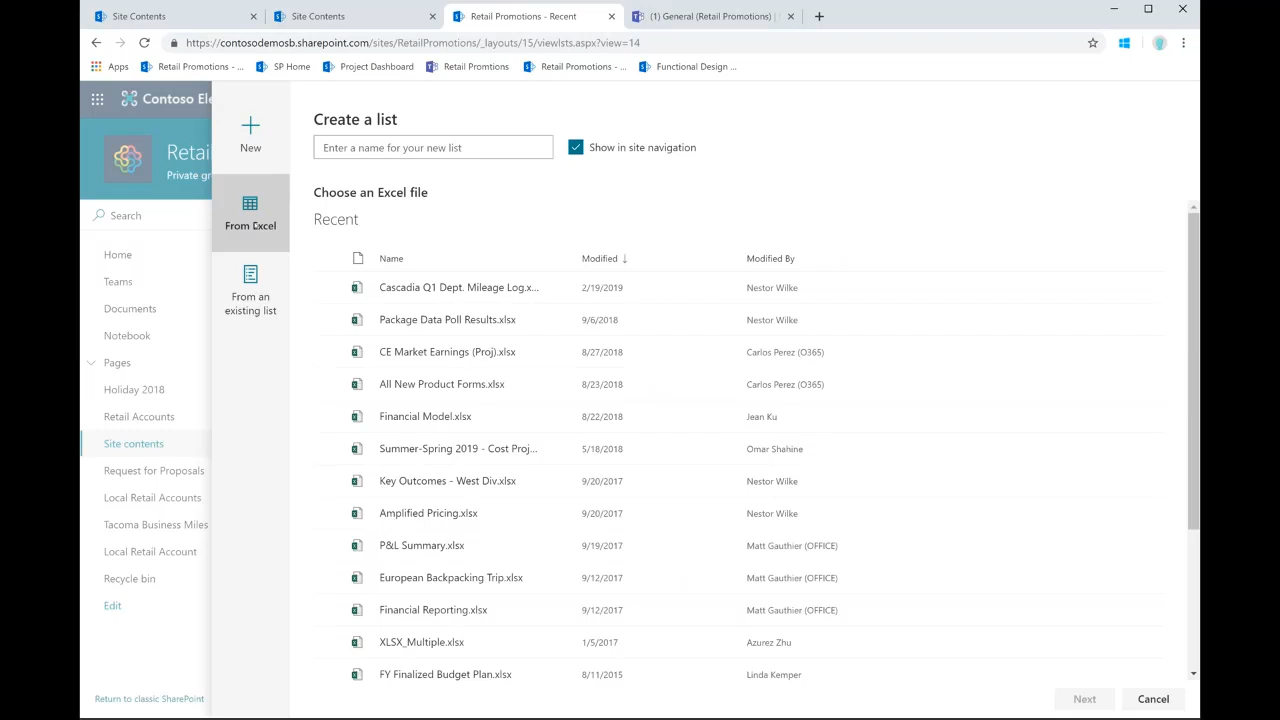 Site Contents
Site Contents
Retail Promotions - Recent
(1) General (Retail Promotions) |
https://contosodemosb.sharepoint.com/sites/RetailPromotions/_layouts/15/viewlsts.aspx?view=14
Apps
Retail Promotions - ...
SP Home
Project Dashboard
Retail Promtions
Retail Promotions - ...
Functional Design ...
Contoso Ele
Retail
Private gr
Search
Home
Teams
Documents
Notebook
Pages
Holiday 2018
Retail Accounts
Site contents
Request for Proposals
Local Retail Accounts
Tacoma Business Miles
Local Retail Account
Recycle bin
Edit
Return to classic SharePoint
New
From Excel
From an
existing list
Create a list
Enter a name for your new list
Show in site navigation
Choose an Excel file
Recent
Name Modified ↓ Modified By
Cascadia Q1 Dept. Mileage Log.x... 2/19/2019 Nestor Wilke
Package Data Poll Results.xlsx 9/6/2018 Nestor Wilke
CE Market Earnings (Proj).xlsx 8/27/2018 Carlos Perez (O365)
All New Product Forms.xlsx 8/23/2018 Carlos Perez (O365)
Financial Model.xlsx 8/22/2018 Jean Ku
Summer-Spring 2019 - Cost Proj... 5/18/2018 Omar Shahine
Key Outcomes - West Div.xlsx 9/20/2017 Nestor Wilke
Amplified Pricing.xlsx 9/20/2017 Nestor Wilke
P&L Summary.xlsx 9/19/2017 Matt Gauthier (OFFICE)
European Backpacking Trip.xlsx 9/12/2017 Matt Gauthier (OFFICE)
Financial Reporting.xlsx 9/12/2017 Matt Gauthier (OFFICE)
XLSX_Multiple.xlsx 1/5/2017 Azurez Zhu
FY Finalized Budget Plan.xlsx 8/11/2015 Linda Kemper
Next
Cancel